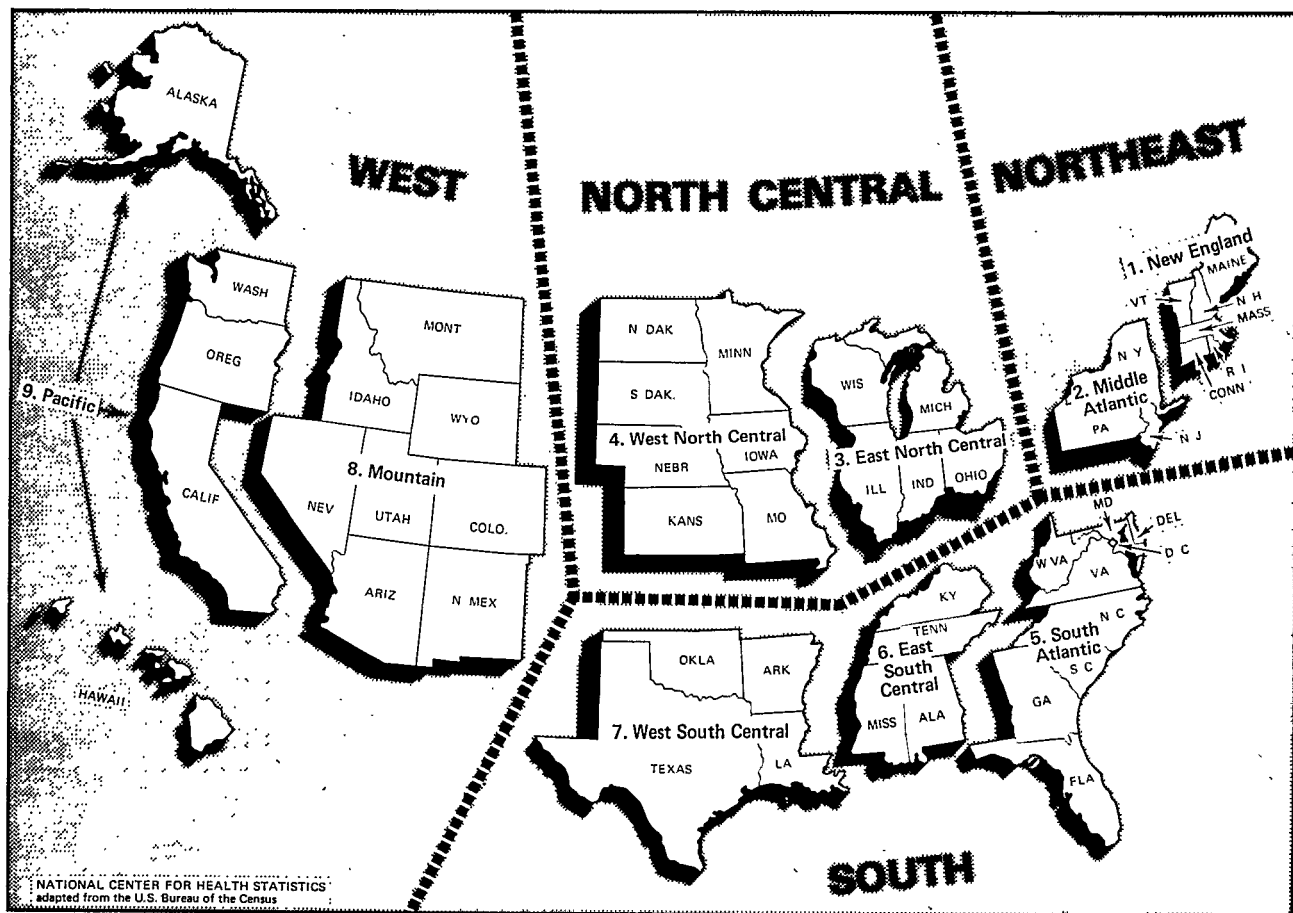 ALASKA
WEST
NORTH CENTRAL
NORTHEAST
1. New England
MAINE
VT
N H
MASS
R I
CONN
WASH
OREG
9. Pacific
CALIF
HAWAII
MONT
IDAHO
WYO
8. Mountain
NEV
UTAH
COLO.
ARIZ
N MEX
N DAK
MINN
S DAK.
4. West North Central
NEBR
IOWA
KANS
MO
WIS
MICH
3. East North Central
ILL
IND
OHIO
N Y
2. Middle
Atlantic
PA
N J
MD
DEL
D C
W VA
VA
KY
N C
TENN
5. South
Atlantic
S C
6. East
South
Central
GA
MISS
ALA
FLA
OKLA
ARK
7. West South Central
TEXAS
LA
SOUTH
NATIONAL CENTER FOR HEALTH STATISTICS
adapted from the U.S. Bureau of the Census